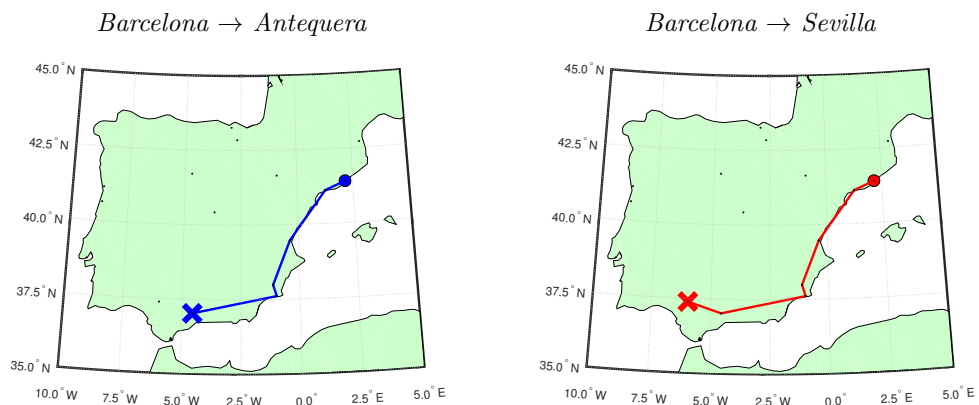 Barcelona → Antequera
Barcelona → Sevilla
45.0° N
42.5° N
40.0° N
37.5° N
35.0° N
10.0° W
7.5° W
5.0° W
2.5° W
0.0° E
2.5° E
5.0° E
45.0° N
42.5° N
40.0° N
37.5° N
35.0° N
10.0° W
7.5° W
5.0° W
2.5° W
0.0° E
2.5° E
5.0° E